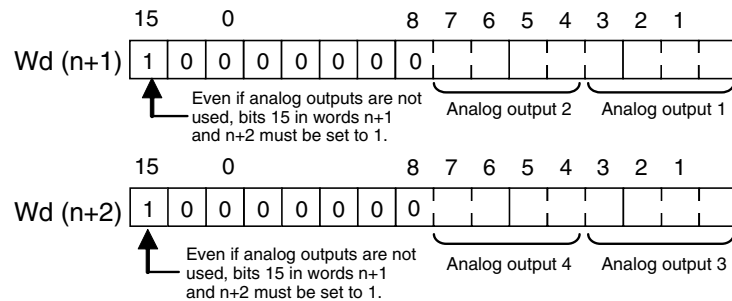 15 0 8 7 6 5 4 3 2 1
Wd (n+1) 1 0 0 0 0 0 0 0
Even if analog outputs are not
used, bits 15 in words n+1
and n+2 must be set to 1.
Analog output 2 Analog output 1
15 0 8 7 6 5 4 3 2 1
Wd (n+2) 1 0 0 0 0 0 0 0
Even if analog outputs are not
used, bits 15 in words n+1
and n+2 must be set to 1.
Analog output 4 Analog output 3